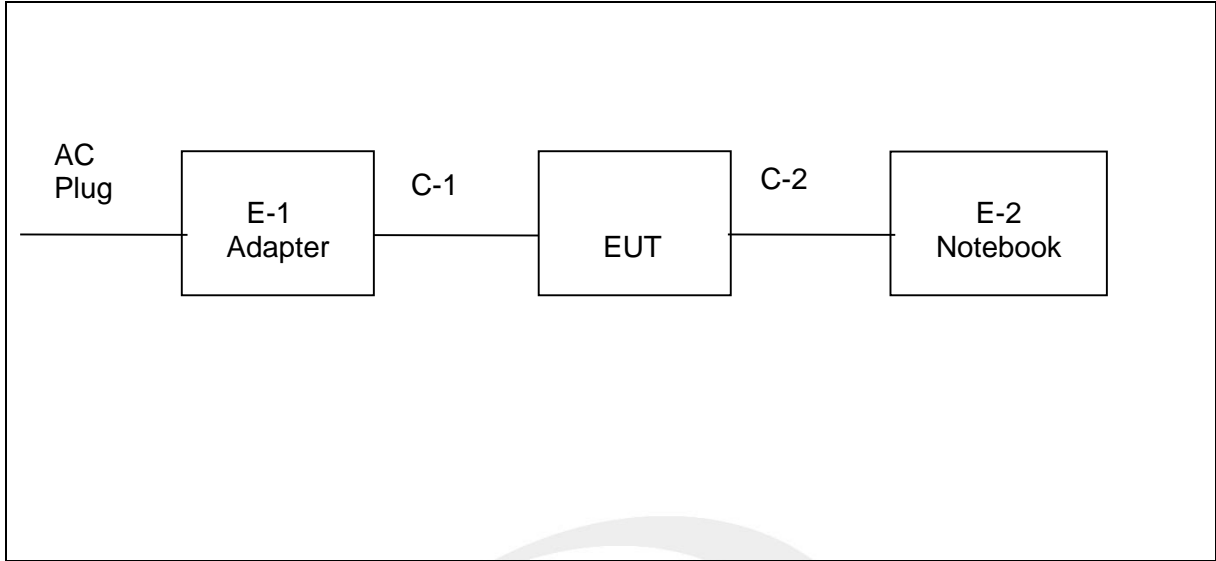 AC
Plug
E-1
Adapter
C-1
EUT
C-2
E-2
Notebook